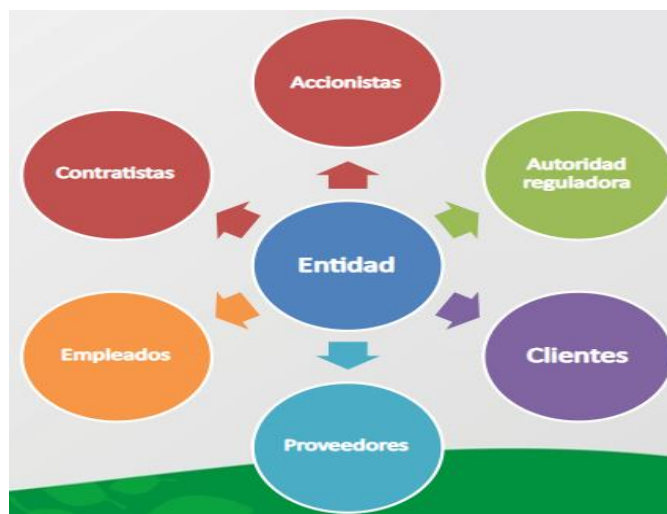 Accionistas
Contratistas
Autoridad
reguladora
Entidad
Empleados
Clientes
Proveedores